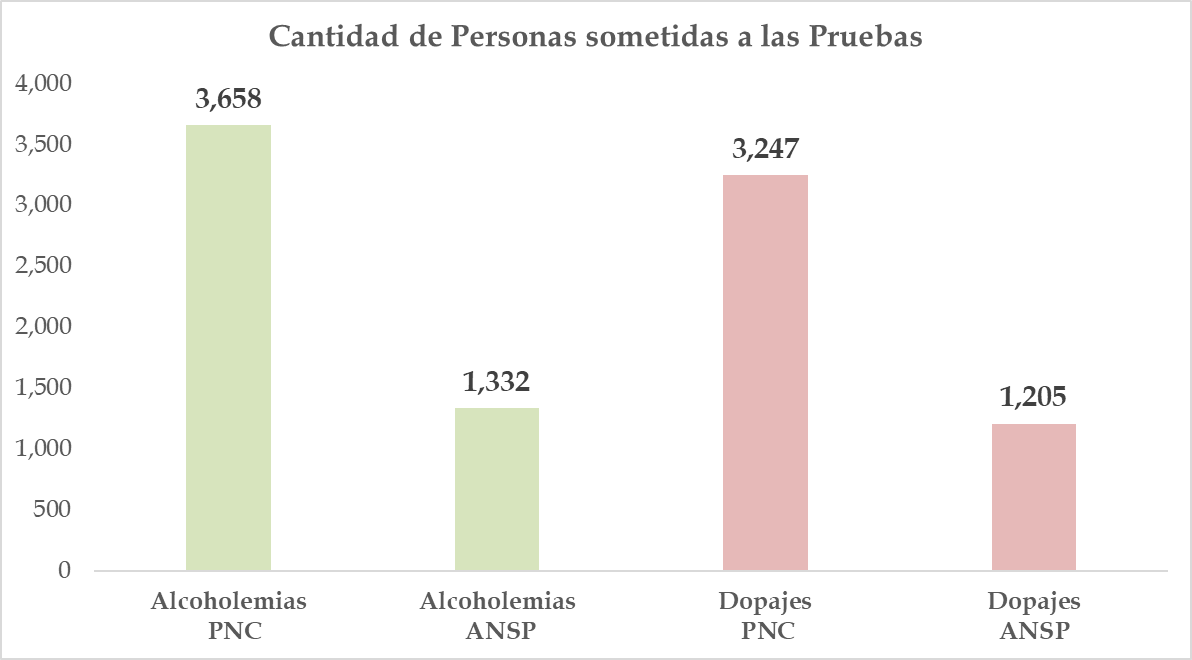 Cantidad de Personas sometidas a las Pruebas
4,000
3,500
3,000
2,500
2,000
1,500
1,000
500
0
3,658
1,332
3,247
1,205
Alcoholemias
PNC
Alcoholemias
ANSP
Dopajes
PNC
Dopajes
ANSP